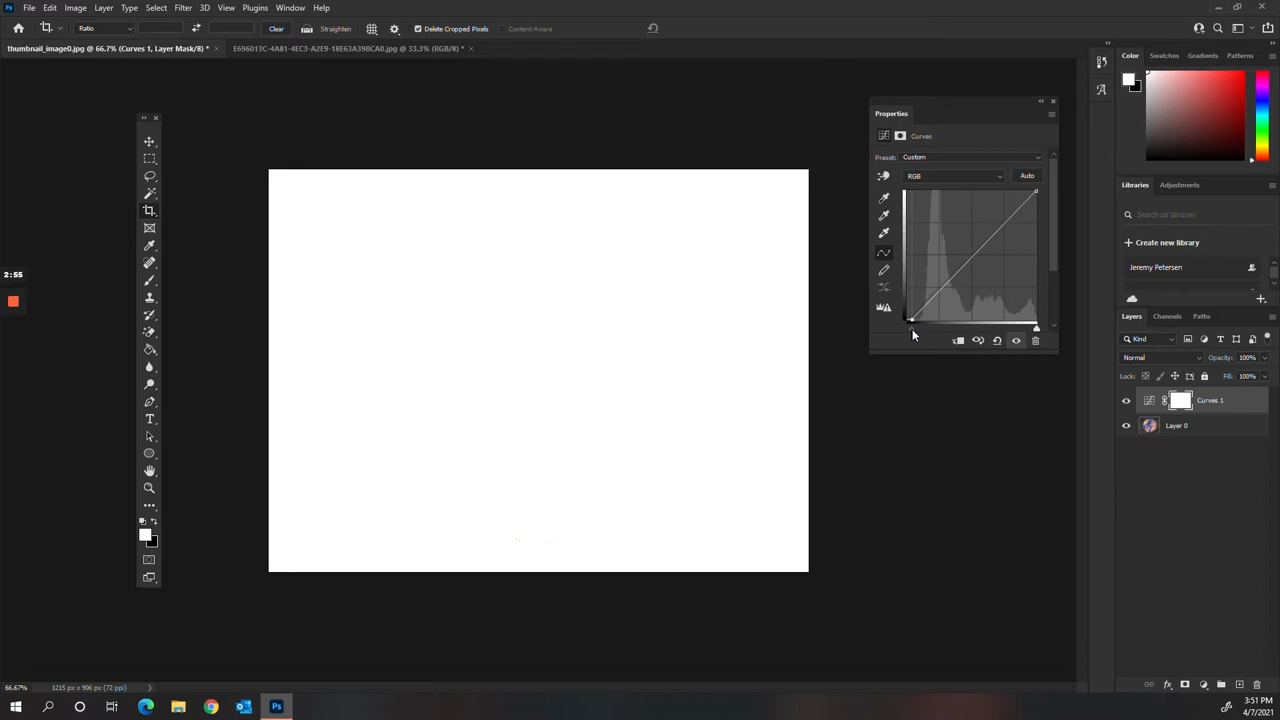 Ps File Edit Image Layer Type Select Filter 3D View Plugins Window Help
Ratio Clear Straighten Delete Cropped Pixels Content-Aware
thumbnail_image0.jpg @ 66.7% (Curves 1, Layer Mask/8) * × E696013C-4A81-4EC3-A2E9-18E63A39BCA0.jpg @ 33.3% (RGB/8) * ×
Color Swatches Gradients Patterns
Properties
Curves
Preset: Custom
RGB Auto
Libraries Adjustments
Search all libraries
Create new library
Jeremy Petersen
2:55
Layers Channels Paths
Kind
Normal Opacity: 100%
Lock: Fill: 100%
Curves 1
Layer 0
66.67% 1215 px x 906 px (72 ppi)
3:51 PM
4/7/2021